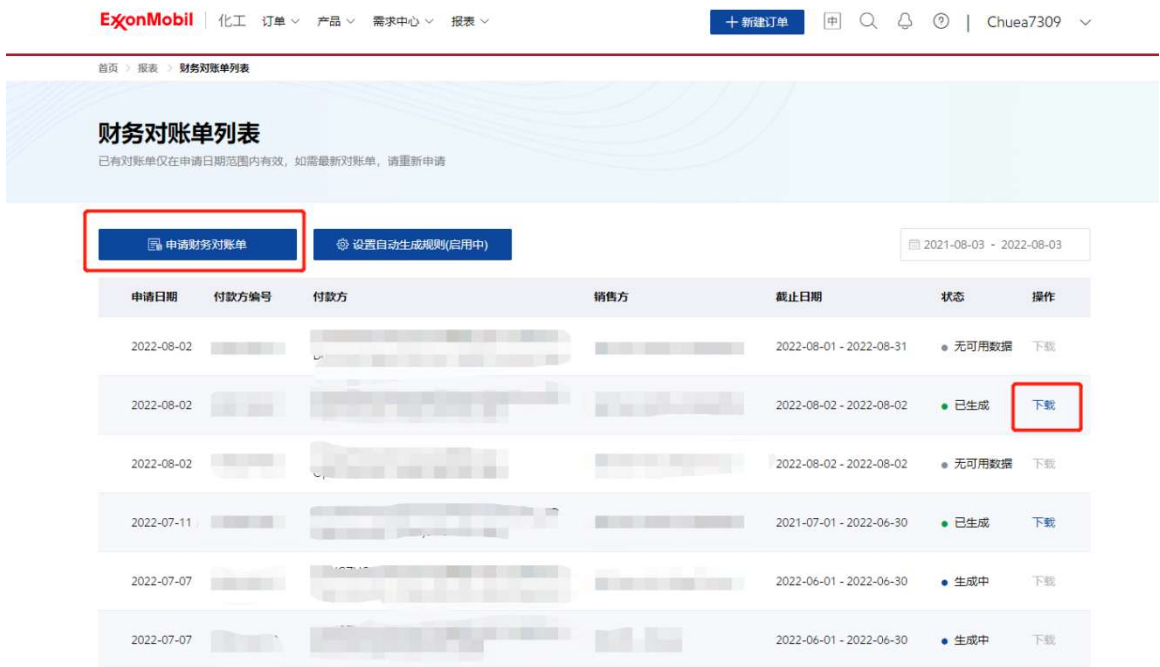 ExxonMobil 化工 订单 产品 需求中心 报表 新建订单 中 Chuea7309
首页 > 报表 > 财务对账单列表
财务对账单列表
已有对账单仅在申请日期范围内有效，如需最新对账单，请重新申请
申请财务对账单 设置自动生成规则(启用中) 2021-08-03 - 2022-08-03
申请日期 付款方编号 付款方 销售方 截止日期 状态 操作
2022-08-02 2022-08-01 - 2022-08-31 无可用数据 下载
2022-08-02 2022-08-02 - 2022-08-02 已生成 下载
2022-08-02 2022-08-02 - 2022-08-02 无可用数据 下载
2022-07-11 2021-07-01 - 2022-06-30 已生成 下载
2022-07-07 2022-06-01 - 2022-06-30 生成中 下载
2022-07-07 2022-06-01 - 2022-06-30 生成中 下载